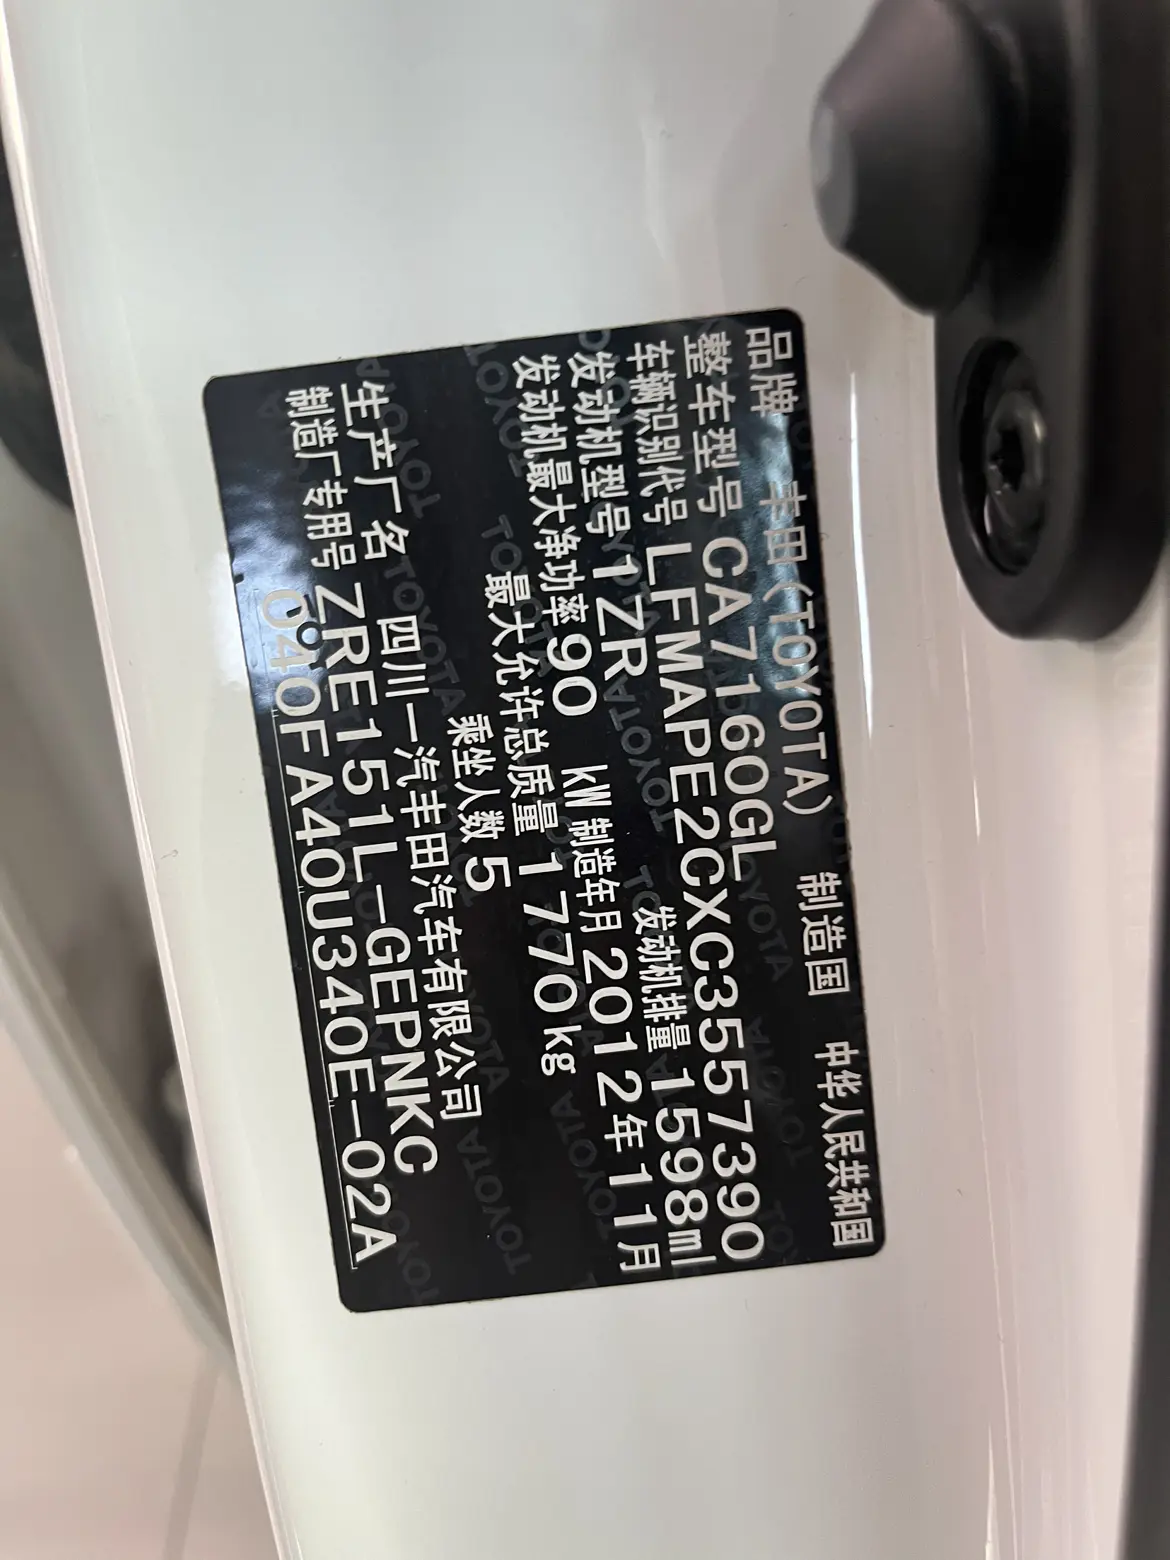 品牌 丰田(TOYOTA) 制造国 中华人民共和国
整车型号 CA7160GL
车辆识别代号 LFMAPE2CXC3557390
发动机型号 1ZR 发动机排量 1598ml
发动机最大净功率 90 kW 制造年月 2012年11月
最大允许总质量 1770kg
乘坐人数 5
生产厂名 四川一汽丰田汽车有限公司
制造厂专用号 ZRE151L-GEPNKC
040FA40U340E-02A